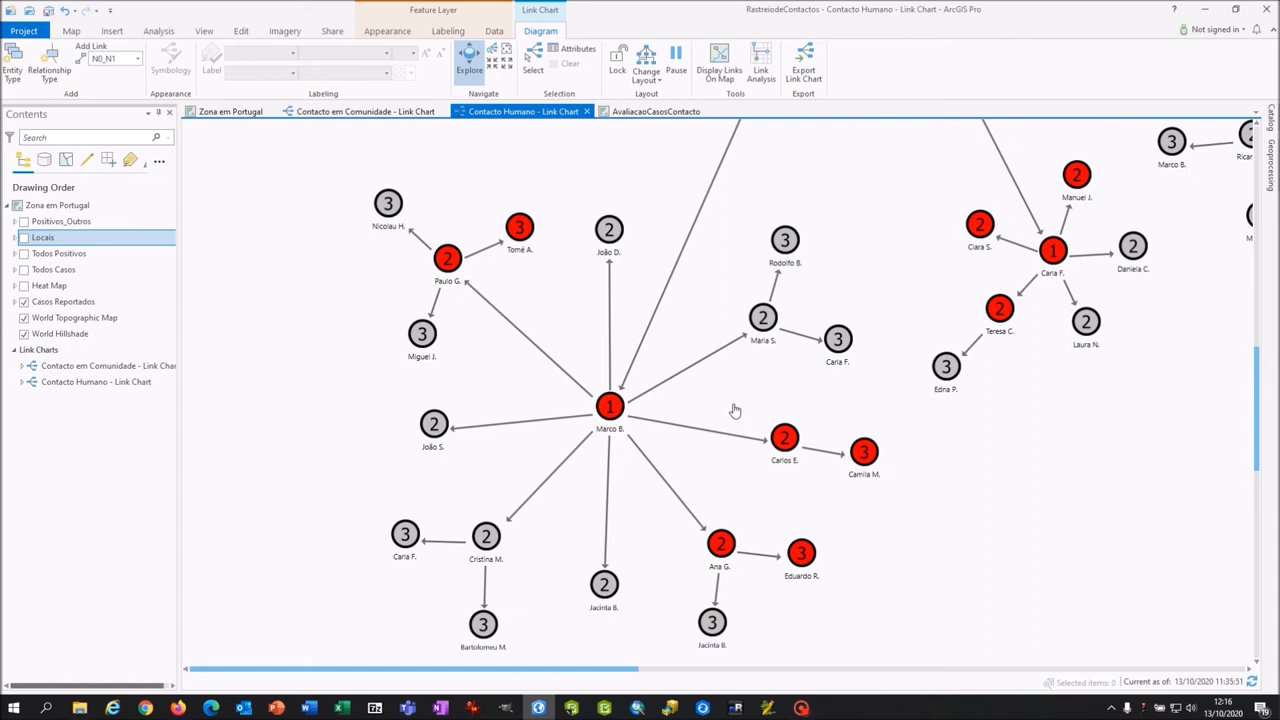 Feature Layer
Link Chart
RastreiodeContactos - Contacto Humano - Link Chart - ArcGIS Pro
Project
Map
Insert
Analysis
View
Edit
Imagery
Share
Appearance
Labeling
Data
Diagram
Not signed in
Entity Type
Relationship Type
Add Link
N0_N1
Add
Symbology
Appearance
Label
Labeling
Explore
Navigate
Select
Attributes
Clear
Selection
Lock
Change Layout
Pause
Layout
Display Links On Map
Link Analysis
Tools
Export Link Chart
Export
Contents
Zona em Portugal
Contacto em Comunidade - Link Chart
Contacto Humano - Link Chart
AvaliacaoCasosContacto
Catalog
Geoprocessing
Search
Drawing Order
Zona em Portugal
Positivos_Outros
Locais
Todos Positivos
Todos Casos
Heat Map
Casos Reportados
World Topographic Map
World Hillshade
Link Charts
Contacto em Comunidade - Link Char
Contacto Humano - Link Chart
3
Marco B.
2
Ricar
2
Manuel J.
3
Nicolau H.
3
Tomé A.
2
João D.
3
Rodolfo B.
2
Clara S.
1
Carla F.
2
Daniela C.
2
Paulo G.
3
Miguel J.
2
Maria S.
3
Carla F.
2
Teresa C.
2
Laura N.
3
Edna P.
1
Marco B.
2
João S.
2
Carlos E.
3
Camila M.
3
Carla F.
2
Cristina M.
2
Jacinta B.
2
Ana G.
3
Eduardo R.
3
Bartolomeu M.
3
Jacinta B.
Selected items: 0
Current as of: 13/10/2020 11:35:51
12:16
13/10/2020
19